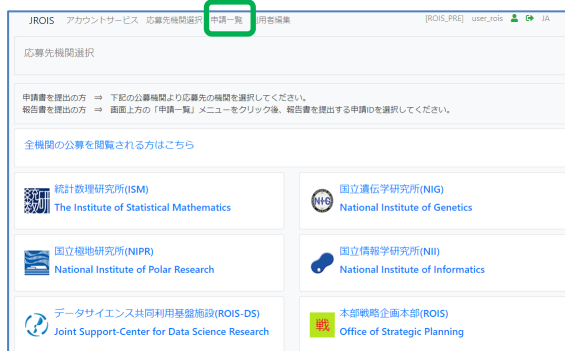 JROIS アカウントサービス 応募先機関選択 申請一覧 利用者編集 [ROIS_PRE] user_rois JA
応募先機関選択
申請書を提出の方 ⇒ 下記の公募機関より応募先の機関を選択してください。
報告書を提出の方 ⇒ 画面上方の「申請一覧」メニューをクリック後、報告書を提出する申請IDを選択してください。
全機関の公募を閲覧される方はこちら
統計数理研究所(ISM)
The Institute of Statistical Mathematics
NIG
国立遺伝学研究所(NIG)
National Institute of Genetics
国立極地研究所(NIPR)
National Institute of Polar Research
国立情報学研究所(NII)
National Institute of Informatics
データサイエンス共同利用基盤施設(ROIS-DS)
Joint Support-Center for Data Science Research
戦
本部戦略企画本部(ROIS)
Office of Strategic Planning